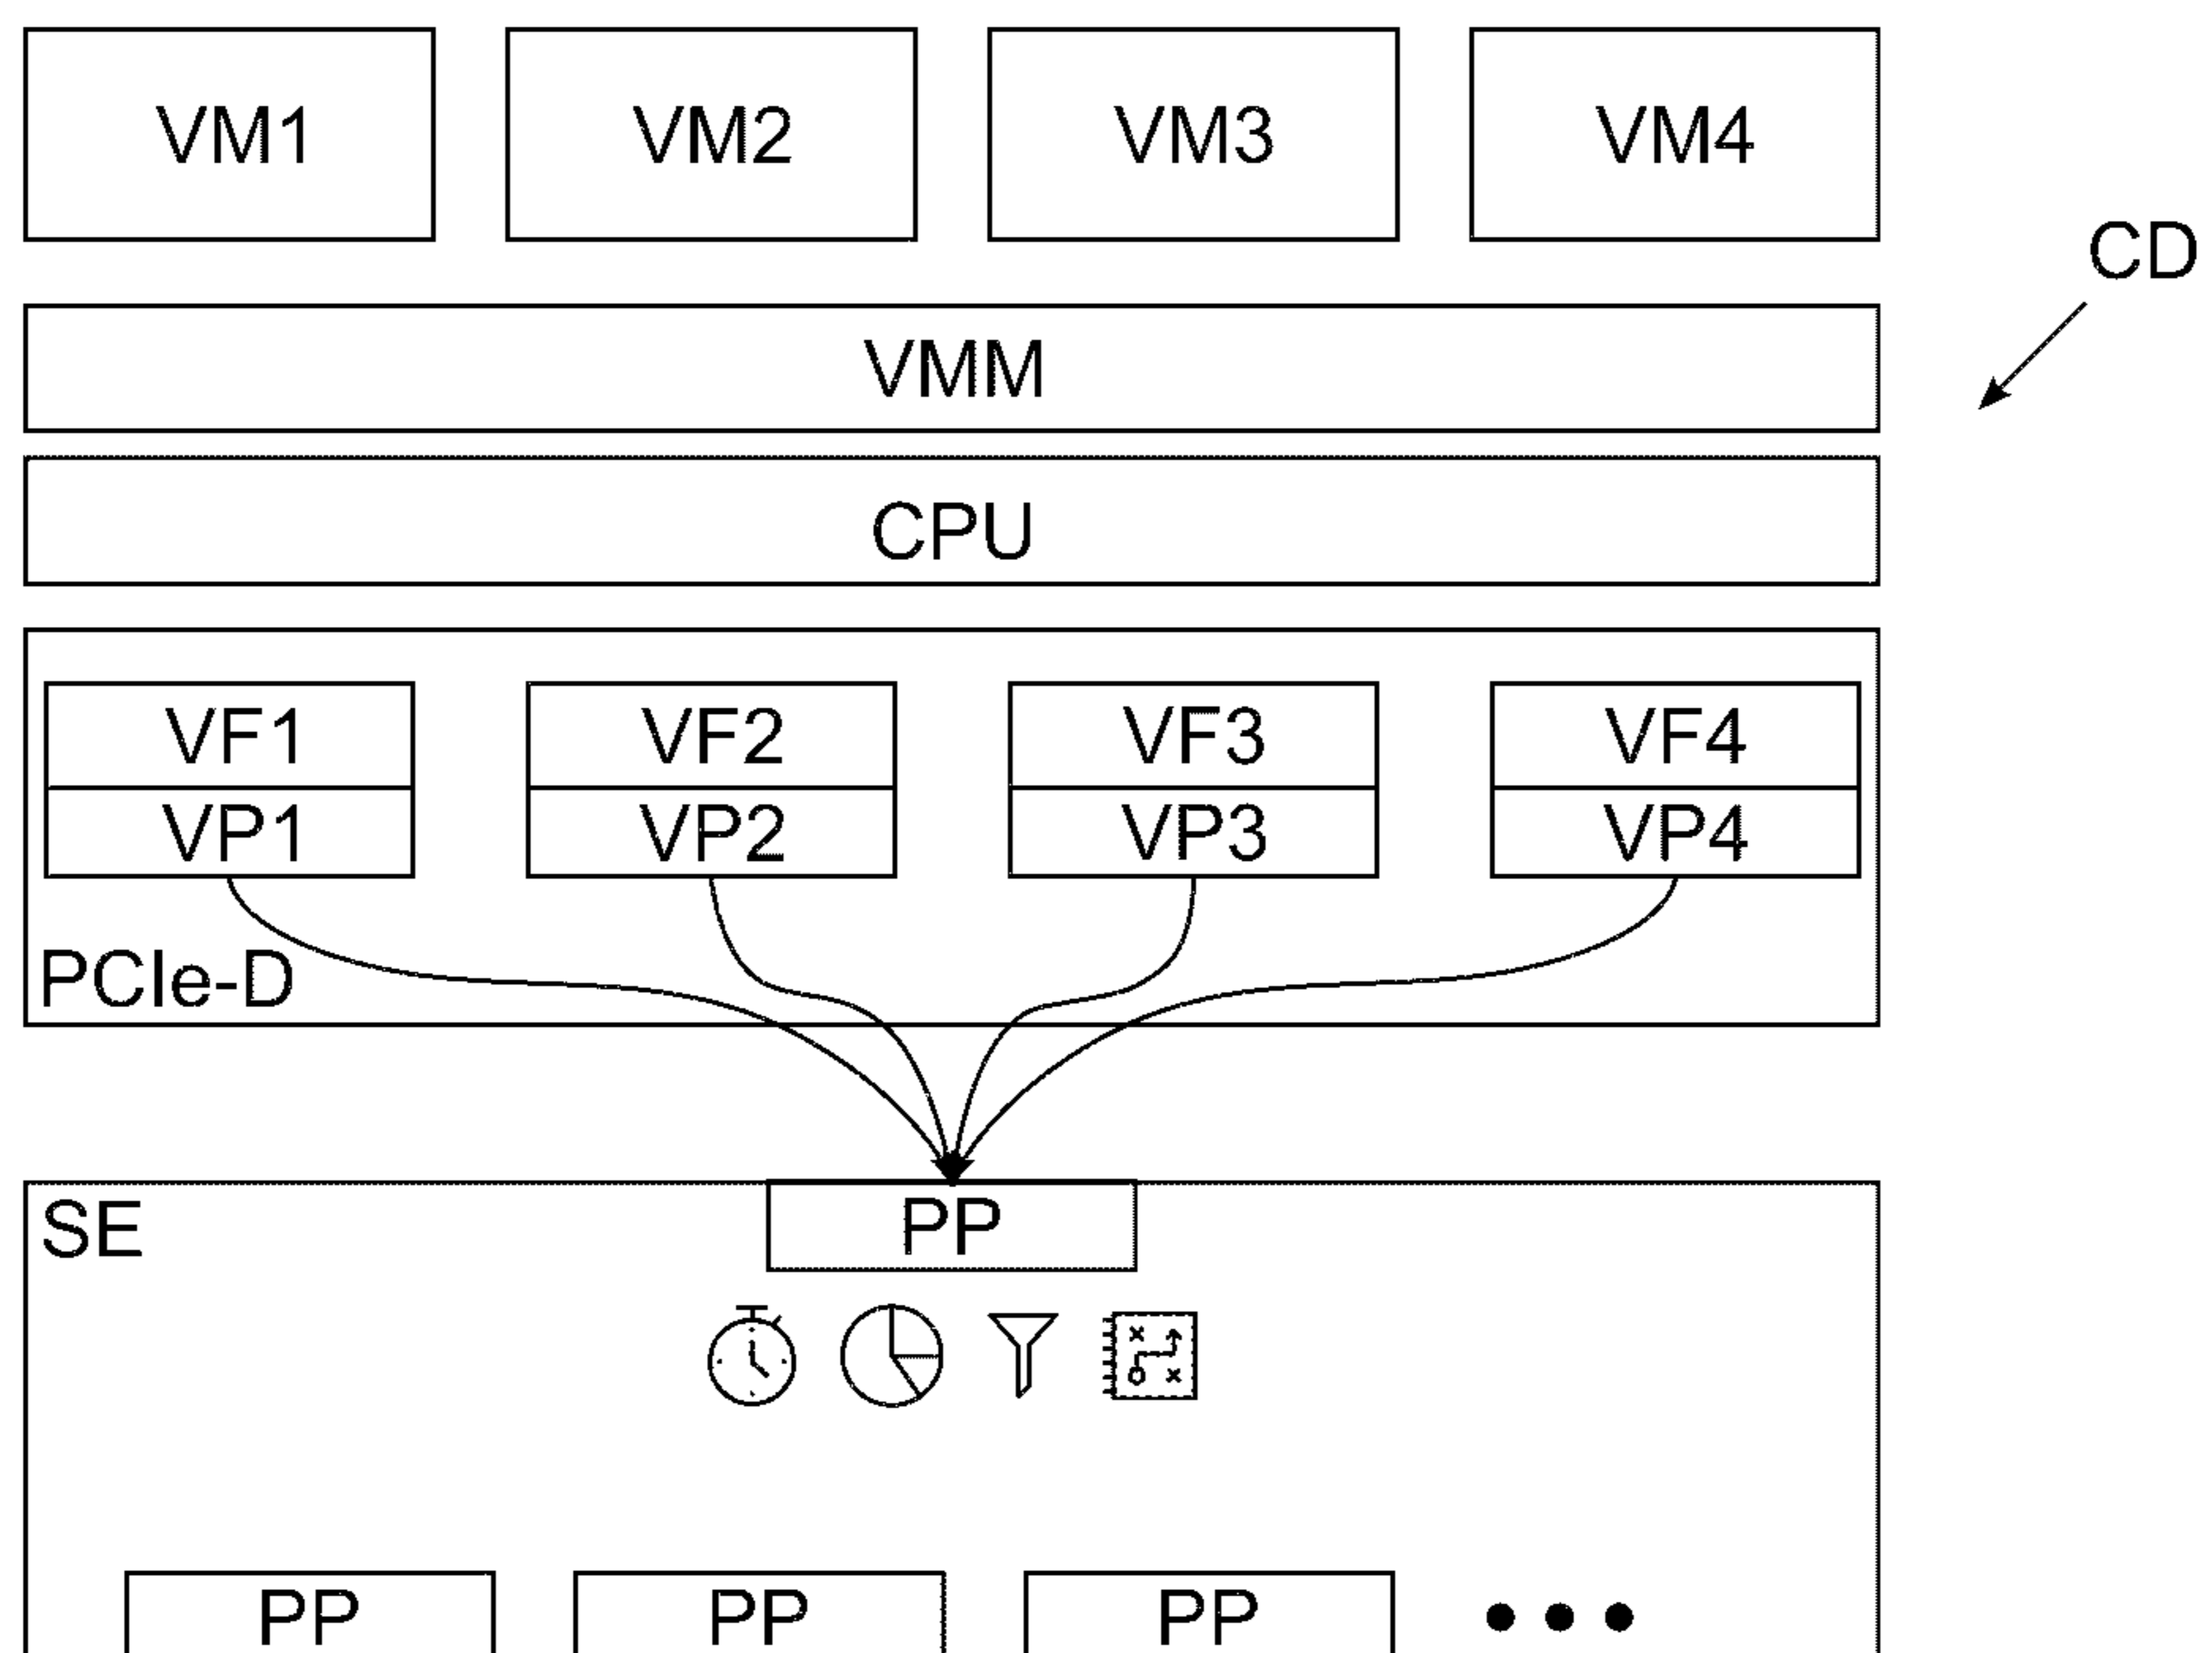 VM1 VM2 VM3 VM4
CD
VMM
CPU
VF1 VF2 VF3 VF4
VP1 VP2 VP3 VP4
PCIe-D
SE
PP
PP PP PP